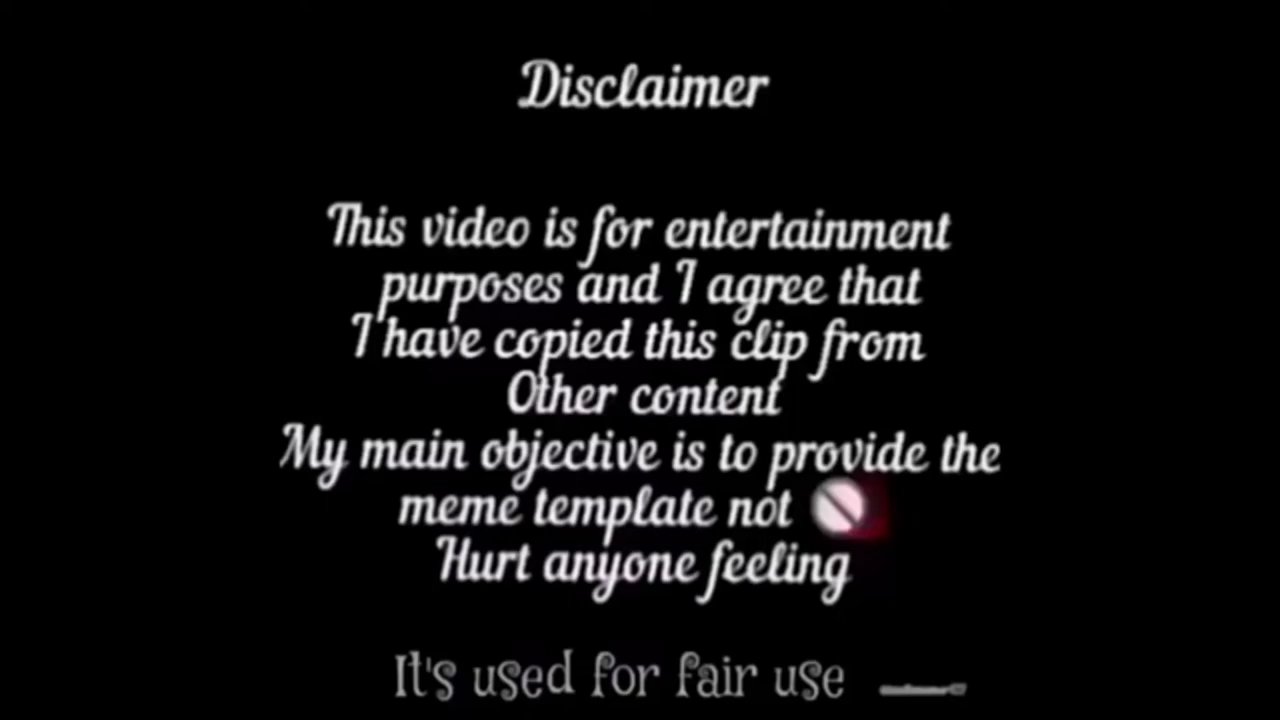 Disclaimer
This video is for entertainment
purposes and I agree that
I have copied this clip from
Other content
My main objective is to provide the
meme template not 🚫
Hurt anyone feeling
It's used for fair use